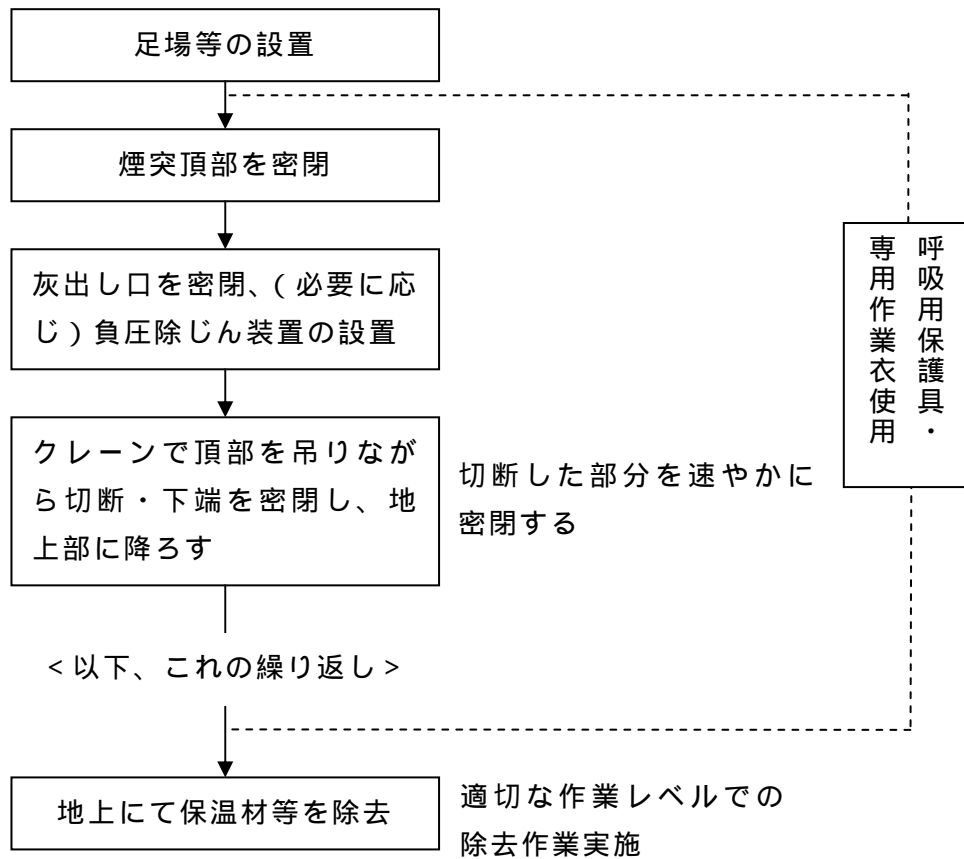 足場等の設置
煙突頂部を密閉
灰出し口を密閉、(必要に応
じ)負圧除じん装置の設置
クレーンで頂部を吊りなが
ら切断・下端を密閉し、地
上部に降ろす
切断した部分を速やかに
密閉する
呼吸用保護具・
専用作業衣使用
<以下、これの繰り返し>
地上にて保温材等を除去
適切な作業レベルでの
除去作業実施